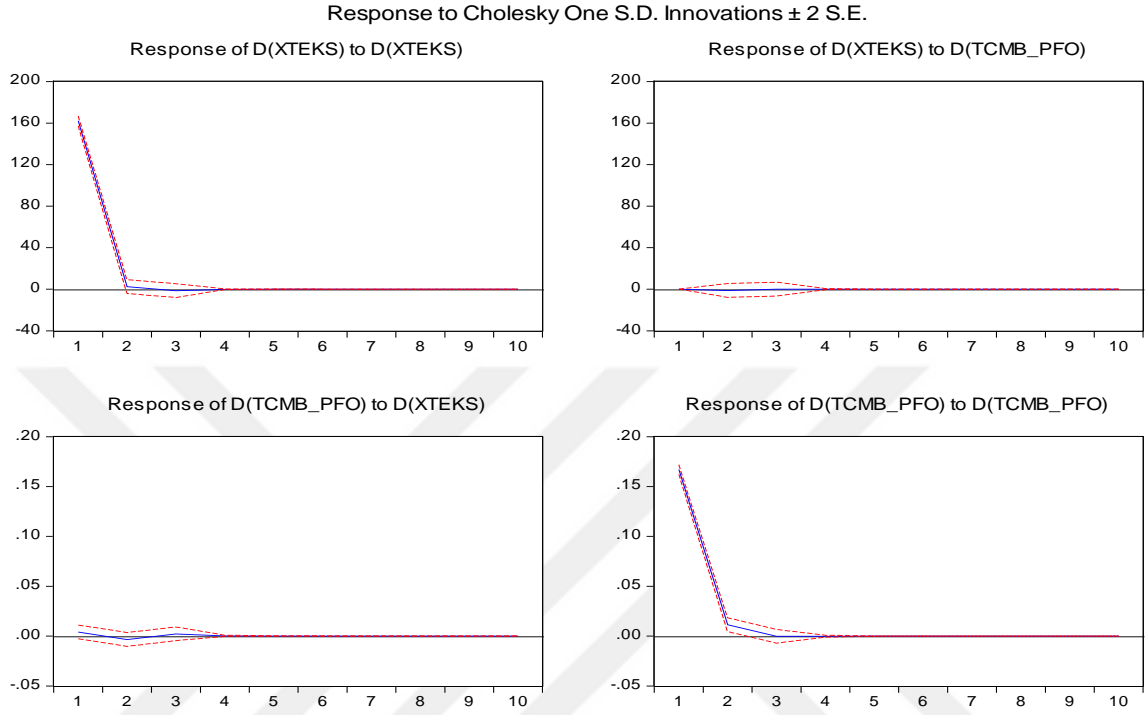 Response to Cholesky One S.D. Innovations ± 2 S.E.
Response of D(XTEKS) to D(XTEKS)
200
160
120
80
40
0
-40
1 2 3 4 5 6 7 8 9 10
Response of D(XTEKS) to D(TCMB_PFO)
200
160
120
80
40
0
-40
1 2 3 4 5 6 7 8 9 10
Response of D(TCMB_PFO) to D(XTEKS)
.20
.15
.10
.05
.00
-.05
1 2 3 4 5 6 7 8 9 10
Response of D(TCMB_PFO) to D(TCMB_PFO)
.20
.15
.10
.05
.00
-.05
1 2 3 4 5 6 7 8 9 10